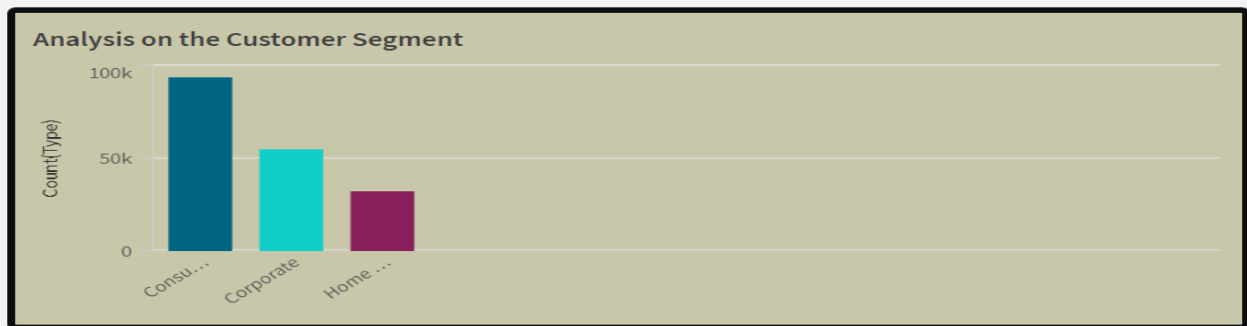 Analysis on the Customer Segment
Count(Type)
100k
50k
0
Consu...
Corporate
Home ...